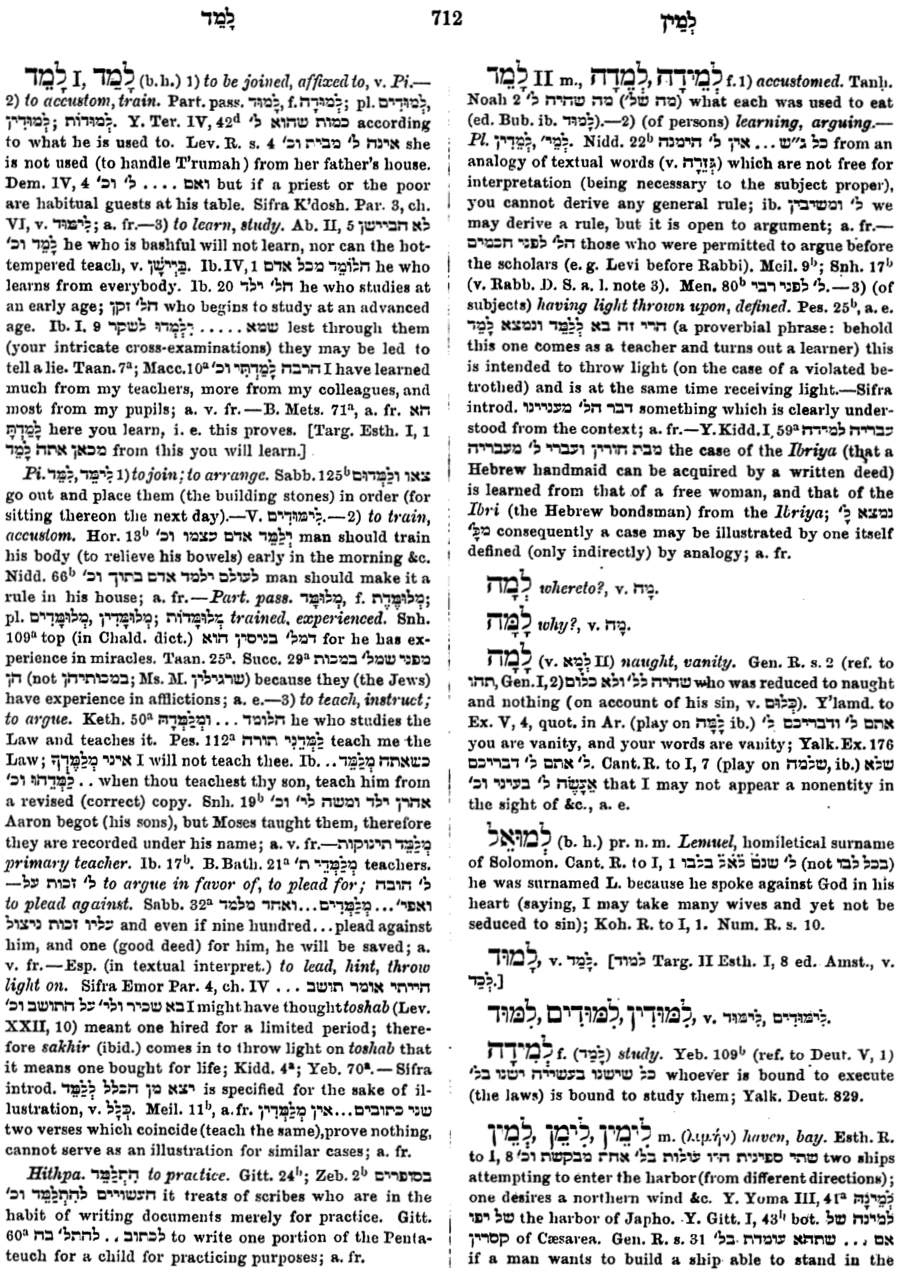 לָמַד 712 לְמִין
לָמֵד I, לָמַד (b. h.) 1) to be joined, affixed to, v. Pi.—
2) to accustom, train. Part. pass. לָמוּד, f. לְמוּדָה; pl. לְמוּדִים,
לְמוּדִין; לְמוּדוֹת. Y. Ter. IV, 42d כמות שהוא ל׳ according
to what he is used to. Lev. R. s. 4 אינה ל׳ מבית וכ׳ she
is not used (to handle T'rumah) from her father's house.
Dem. IV, 4 ואם .... ל׳ וכ׳ but if a priest or the poor
are habitual guests at his table. Sifra K'dosh. Par. 3, ch.
VI, v. לִימּוּד; a. fr.—3) to learn, study. Ab. II, 5 לא הביישן
לָמֵד וכ׳ he who is bashful will not learn, nor can the hot-
tempered teach, v. בַּיְישָׁן. Ib. IV, 1 הלומֵד מכל אדם he who
learns from everybody. Ib. 20 הל׳ ילד he who studies at
an early age; הל׳ זקן who begins to study at an advanced
age. Ib. I, 9 שמא ..... יִלְמְדוּ לשקר lest through them
(your intricate cross-examinations) they may be led to
tell a lie. Taan. 7a; Macc. 10a הרבה לָמַדְתִּי וכ׳ I have learned
much from my teachers, more from my colleagues, and
most from my pupils; a. v. fr.—B. Mets. 71a, a. fr. הא
לָמַדְתָּ here you learn, i. e. this proves. [Targ. Esth. I, 1
מכאן אתה לָמֵד from this you will learn.]
Pi. לִימֵּד, לִמֵּד 1) to join; to arrange. Sabb. 125b צאו ולַמְּדוּם
go out and place them (the building stones) in order (for
sitting thereon the next day).—V. לִימּוּדִים.—2) to train,
accustom. Hor. 13b יְלַמֵּד אדם עצמו וכ׳ man should train
his body (to relieve his bowels) early in the morning &c.
Nidd. 66b לעולם ילמד אדם בתוך וכ׳ man should make it a
rule in his house; a. fr.—Part. pass. מְלוּמָּד, f. מְלוּמֶּדֶת;
pl. מְלוּמָּדִים, מְלוּמָּדִין; מְלוּמָּדוֹת trained, experienced. Snh.
109a top (in Chald. dict.) דמל׳ בניסין הוא for he has ex-
perience in miracles. Taan. 25a. Succ. 29a מפני שמל׳ במכות
הן (not במכותיהן; Ms. M. שרגילין) because they (the Jews)
have experience in afflictions; a. e.—3) to teach, instruct;
to argue. Keth. 50a הלומד ... ומְלַמְּדָהּ he who studies the
Law and teaches it. Pes. 112a לַמְּדֵנִי תורה teach me the
Law; איני מְלַמֶּדְךָ I will not teach thee. Ib. כשאתה מְלַמֵּד..
לַמְּדֵהוּ וכ׳ .. when thou teachest thy son, teach him from
a revised (correct) copy. Snh. 19b אהרן ילד ומשה לי׳ וכ׳
Aaron begot (his sons), but Moses taught them, therefore
they are recorded under his name; a. v. fr.—מְלַמֵּד תינוקות
primary teacher. Ib. 17b. B. Bath. 21a מְלַמְּדֵי ת׳ teachers.
—ל׳ זכות על to argue in favor of, to plead for; ל׳ חובה
to plead against. Sabb. 32a ואפי׳... מְלַמְּדִים...ואחד מלמד
עליו זכות ניצול and even if nine hundred... plead against
him, and one (good deed) for him, he will be saved; a.
v. fr.—Esp. (in textual interpret.) to lead, hint, throw
light on. Sifra Emor Par. 4, ch. IV הייתי אומר תושב ...
בא שכיר ולי׳ על התושב וכ׳ I might have thought toshab (Lev.
XXII, 10) meant one hired for a limited period; there-
fore sakhir (ibid.) comes in to throw light on toshab that
it means one bought for life; Kidd. 4a; Yeb. 70a.—Sifra
introd. יצא מן הכלל לְלַמֵּד is specified for the sake of il-
lustration, v. כְּלָל. Meil. 11b, a. fr. שני כתובים...אין מְלַמְּדִין
two verses which coincide (teach the same), prove nothing,
cannot serve as an illustration for similar cases; a. fr.
Hithpa. הִתְלַמֵּד to practice. Gitt. 24b; Zeb. 2b בסופרים
העשויים להִתְלַמֵּד וכ׳ it treats of scribes who are in the
habit of writing documents merely for practice. Gitt.
60a לכתוב .. להתל׳ בה to write one portion of the Penta-
teuch for a child for practicing purposes; a. fr.
לָמֵד II m., לְמֵדָה, לְמֵידָה f. 1) accustomed. Tanḥ.
Noah 2 מה שהיה ל׳ (מה של׳) what each was used to eat
(ed. Bub. ib. לָמוּד).—2) (of persons) learning, arguing.—
Pl. לְמֵדִין, לְמֵי׳. Nidd. 22b כל ג״ש... אין ל׳ הימנה from an
analogy of textual words (v. גְּזֵרָה) which are not free for
interpretation (being necessary to the subject proper),
you cannot derive any general rule; ib. ל׳ ומשיבין we
may derive a rule, but it is open to argument; a. fr.—
הל׳ לפני חכמים those who were permitted to argue before
the scholars (e. g. Levi before Rabbi). Meil. 9b; Snh. 17b
(v. Rabb. D. S. a. l. note 3). Men. 80b ל׳ לפני רבי.—3) (of
subjects) having light thrown upon, defined. Pes. 25b, a. e.
הרי זה בא לְלַמֵּד ונמצא לָמֵד (a proverbial phrase: behold
this one comes as a teacher and turns out a learner) this
is intended to throw light (on the case of a violated be-
trothed) and is at the same time receiving light.—Sifra
introd. דבר הל׳ מעניינו something which is clearly under-
stood from the context; a. fr.—Y. Kidd. I, 59a עבריה למידה
מבת חורין ועברי ל׳ מעבריה the case of the Ibriya (that a
Hebrew handmaid can be acquired by a written deed)
is learned from that of a free woman, and that of the
Ibri (the Hebrew bondsman) from the Ibriya; נמצא לָ׳
מלָּ׳ consequently a case may be illustrated by one itself
defined (only indirectly) by analogy; a. fr.
לְמָה whereto?, v. מָה.
לָמָּה why?, v. מָה.
לָמָה (v. לְמָא II) naught, vanity. Gen. R. s. 2 (ref. to
תהו, Gen. I, 2) שהיה לל׳ ולא כלום who was reduced to naught
and nothing (on account of his sin, v. כְּלוּם). Y'lamd. to
Ex. V, 4, quot. in Ar. (play on לָמָּה ib.) אתם ל׳ ודבריכם ל׳
you are vanity, and your words are vanity; Yalk. Ex. 176
ל׳ אתם ל׳ דבריכם. Cant. R. to I, 7 (play on שלמה, ib.) שלא
אֵעָשֶׂה ל׳ בעיני וכ׳ that I may not appear a nonentity in
the sight of &c., a. e.
לְמוּאֵל (b. h.) pr. n. m. Lemuel, homiletical surname
of Solomon. Cant. R. to I, 1 ל׳ שנם לאל בלבו (not בכל לבו)
he was surnamed L. because he spoke against God in his
heart (saying, I may take many wives and yet not be
seduced to sin); Koh. R. to I, 1. Num. R. s. 10.
לָמוּד, v. לָמַד. [למוד Targ. II Esth. I, 8 ed. Amst., v.
לְכַד.]
לִמּוּד, לִמּוּדִים, לִמּוּדִין, v. לִימּוּד, לִימּוּדִים.
לְמִידָה f. (לָמַד) study. Yeb. 109b (ref. to Deut. V, 1)
כל שישנו בעשייה ישנו בל׳ whoever is bound to execute
(the laws) is bound to study them; Yalk. Deut. 829.
לְמִין, לִימֵן, לִימִין m. (λιμήν) haven, bay. Esth. R.
to I, 8 שתי ספינות היו עולות בל׳ אחת מבקשת וכ׳ two ships
attempting to enter the harbor (from different directions);
one desires a northern wind &c. Y. Yoma III, 41a לְמֵינָהּ
של יפו the harbor of Japho. Y. Gitt. I, 43b bot. למינה של
קסרין of Cæsarea. Gen. R. s. 31 אם ... שתהא עומדת בל׳
if a man wants to build a ship able to stand in the